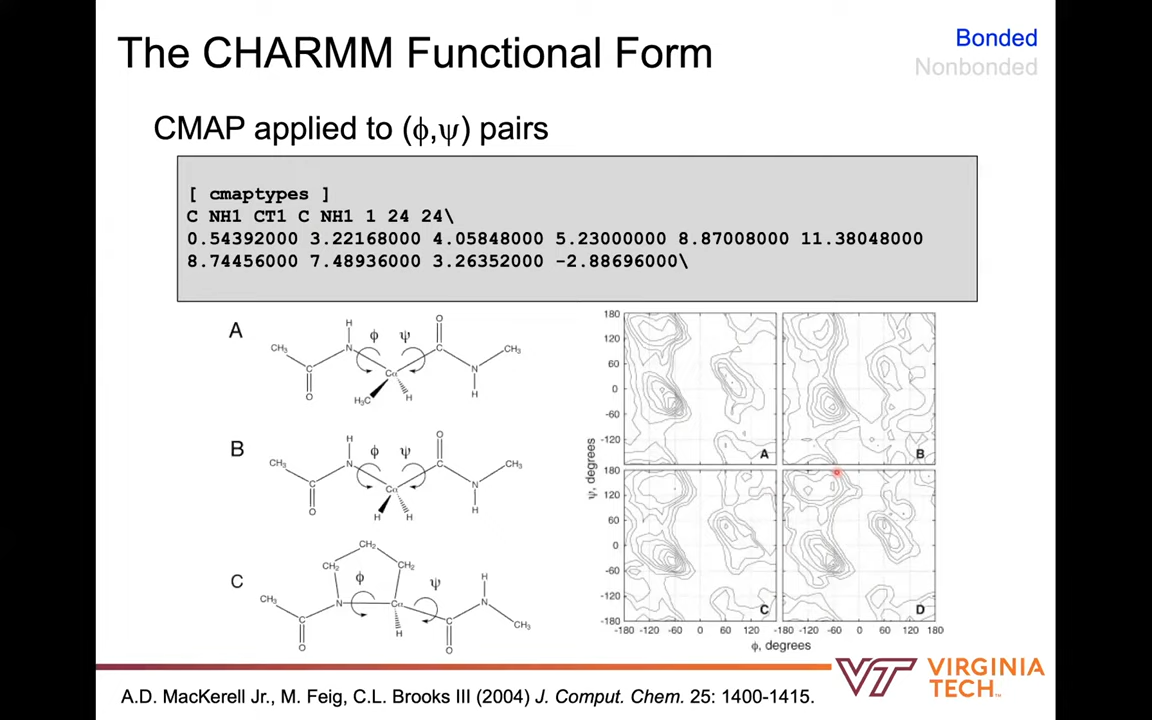 The CHARMM Functional Form
Bonded
Nonbonded
CMAP applied to (ϕ,ψ) pairs
[ cmaptypes ]
C NH1 CT1 C NH1 1 24 24\
0.54392000 3.22168000 4.05848000 5.23000000 8.87008000 11.38048000
8.74456000 7.48936000 3.26352000 -2.88696000\
A
H
O
ϕ
ψ
CH₃
N
C
CH₃
C
Cα
N
O
H₃C
H
H
B
H
O
ϕ
ψ
CH₃
N
C
CH₃
C
Cα
N
O
H
H
H
C
CH₂
CH₂
CH₂
ϕ
ψ
H
CH₃
N
Cα
N
C
H
C
CH₃
O
O
180
120
60
0
-60
-120
A
B
180
120
60
0
-60
-120
-180
C
D
-180 -120 -60 0 60 120 180 -120 -60 0 60 120 180
ψ, degrees
ϕ, degrees
VT VIRGINIA
TECH™
A.D. MacKerell Jr., M. Feig, C.L. Brooks III (2004) J. Comput. Chem. 25: 1400-1415.